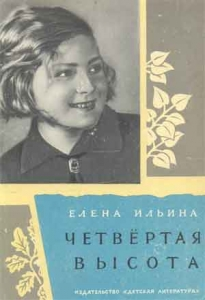 ЕЛЕНА ИЛЬИНА
ЧЕТВЁРТАЯ
ВЫСОТА
ИЗДАТЕЛЬСТВО «ДЕТСКАЯ ЛИТЕРАТУРА»